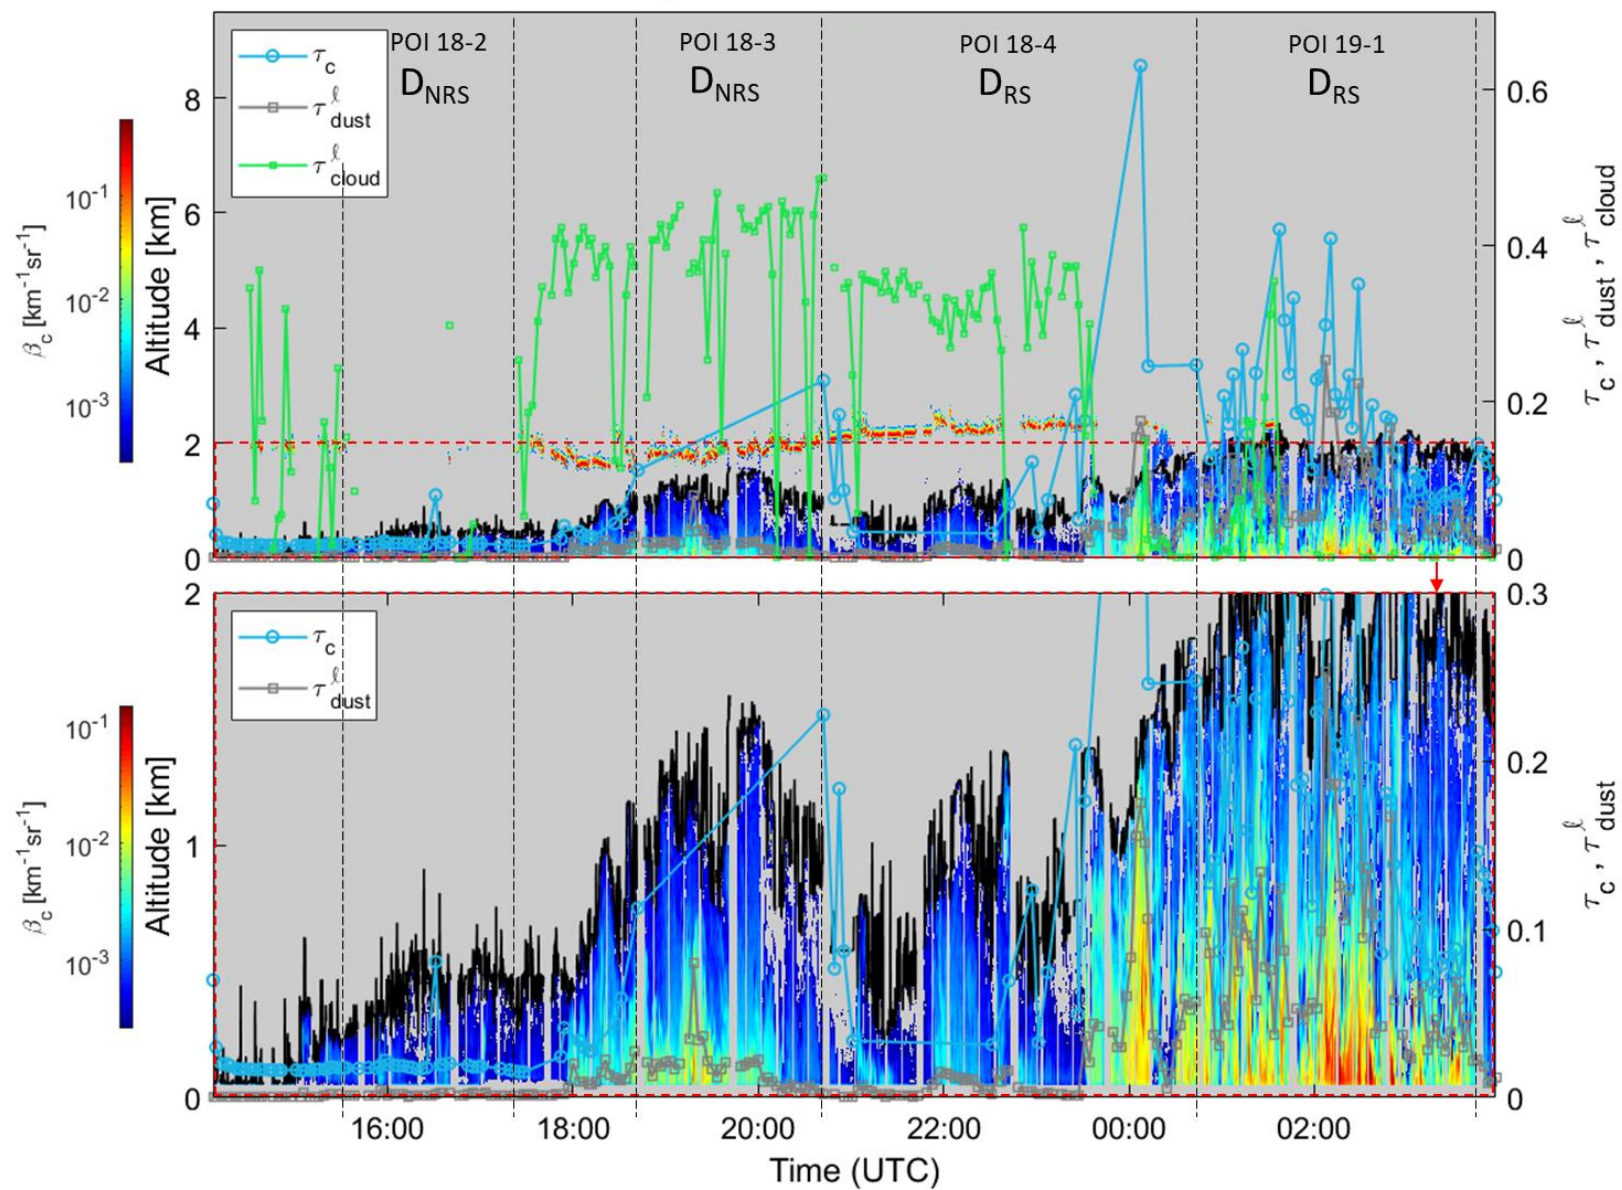 POI 18-2
POI 18-3
POI 18-4
POI 19-1
D_NRS
D_NRS
D_RS
D_RS
τ_c
τ^ℓ_dust
τ^ℓ_cloud
8
6
4
2
0
Altitude [km]
10^-1
10^-2
10^-3
β_c [km^-1 sr^-1]
0.6
0.4
0.2
0
τ_c , τ^ℓ_dust , τ^ℓ_cloud
τ_c
τ^ℓ_dust
2
1
0
Altitude [km]
10^-1
10^-2
10^-3
β_c [km^-1 sr^-1]
0.3
0.2
0.1
0
τ_c , τ^ℓ_dust
16:00
18:00
20:00
22:00
00:00
02:00
Time (UTC)